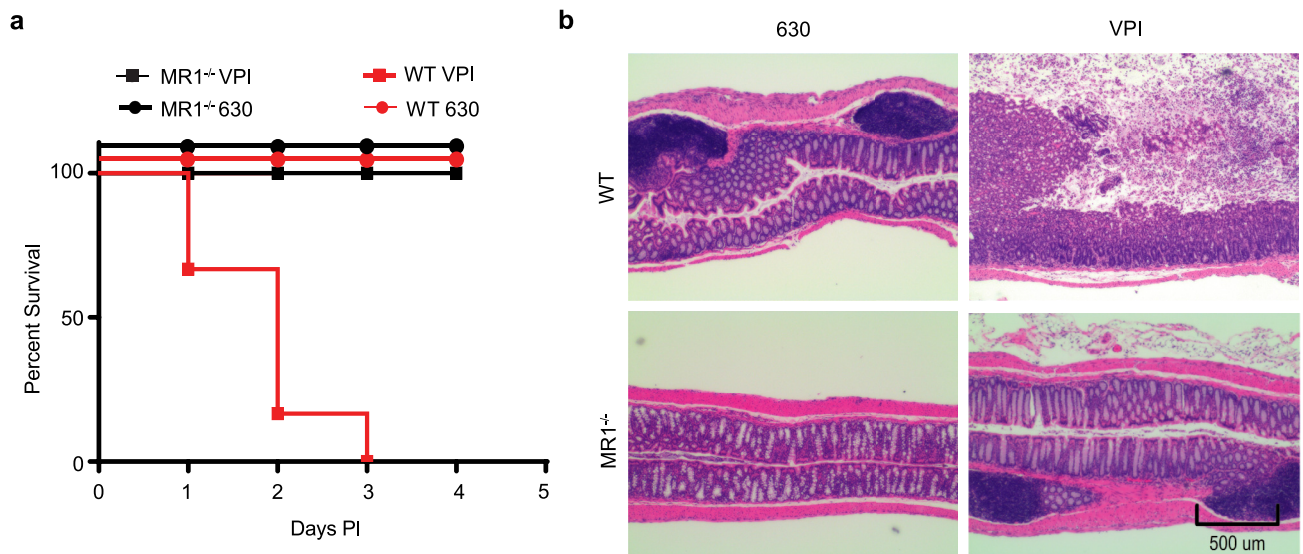 a
MR1-/- VPI
WT VPI
MR1-/- 630
WT 630
100
50
0
Percent Survival
0 1 2 3 4 5
Days PI
b
630 VPI
WT
MR1-/-
500 um